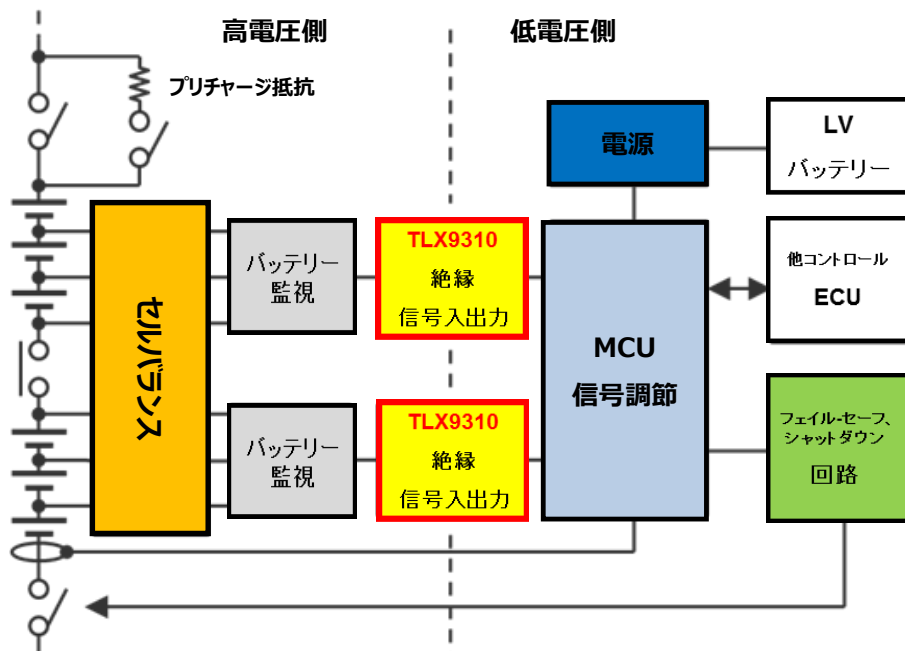 高電圧側
低電圧側
プリチャージ抵抗
電源
LV
バッテリー
セルバランス
バッテリー
監視
TLX9310
絶縁
信号入出力
MCU
信号調節
他コントロール
ECU
バッテリー
監視
TLX9310
絶縁
信号入出力
フェイル-セーフ、
シャットダウン
回路